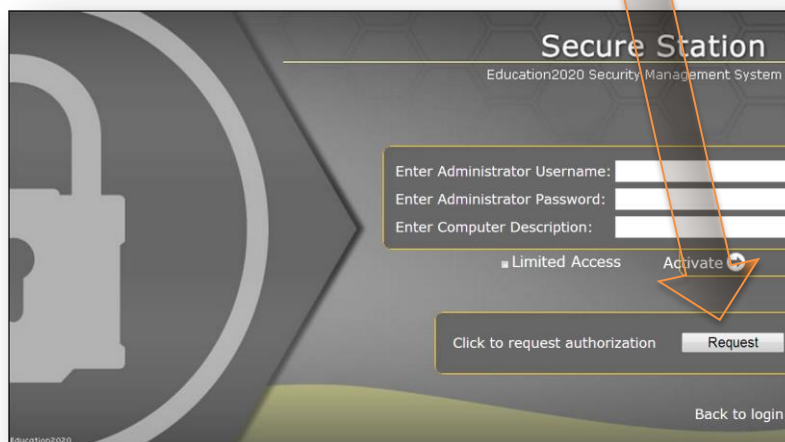 Secure Station
Education2020 Security Management System
Enter Administrator Username:
Enter Administrator Password:
Enter Computer Description:
Limited Access Activate
Click to request authorization Request
Back to login
Education2020